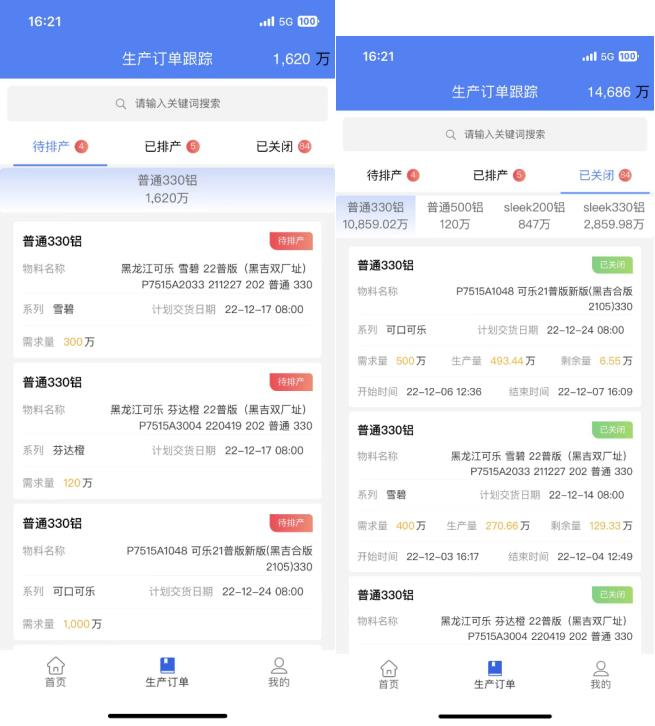 16:21
5G 100
生产订单跟踪 1,620 万
请输入关键词搜索
待排产 4 已排产 5 已关闭 84
普通330铝
1,620万
普通330铝 待排产
物料名称 黑龙江可乐 雪碧 22普版（黑吉双厂址）
P7515A2033 211227 202 普通 330
系列 雪碧 计划交货日期 22-12-17 08:00
需求量 300万
普通330铝 待排产
物料名称 黑龙江可乐 芬达橙 22普版（黑吉双厂址）
P7515A3004 220419 202 普通 330
系列 芬达橙 计划交货日期 22-12-17 08:00
需求量 120万
普通330铝 待排产
物料名称 P7515A1048 可乐21普版新版(黑吉合版
2105)330
系列 可口可乐 计划交货日期 22-12-24 08:00
需求量 1,000万
首页 生产订单 我的
16:21
5G 100
生产订单跟踪 14,686 万
请输入关键词搜索
待排产 4 已排产 5 已关闭 84
普通330铝 普通500铝 sleek200铝 sleek330铝
10,859.02万 120万 847万 2,859.98万
普通330铝 已关闭
物料名称 P7515A1048 可乐21普版新版(黑吉合版
2105)330
系列 可口可乐 计划交货日期 22-12-24 08:00
需求量 500万 生产量 493.44万 剩余量 6.55万
开始时间 22-12-06 12:36 结束时间 22-12-07 16:09
普通330铝 已关闭
物料名称 黑龙江可乐 雪碧 22普版（黑吉双厂址）
P7515A2033 211227 202 普通 330
系列 雪碧 计划交货日期 22-12-14 08:00
需求量 400万 生产量 270.66万 剩余量 129.33万
开始时间 22-12-03 16:17 结束时间 22-12-04 12:49
普通330铝 已关闭
物料名称 黑龙江可乐 芬达橙 22普版（黑吉双厂址）
P7515A3004 220419 202 普通 330
首页 生产订单 我的